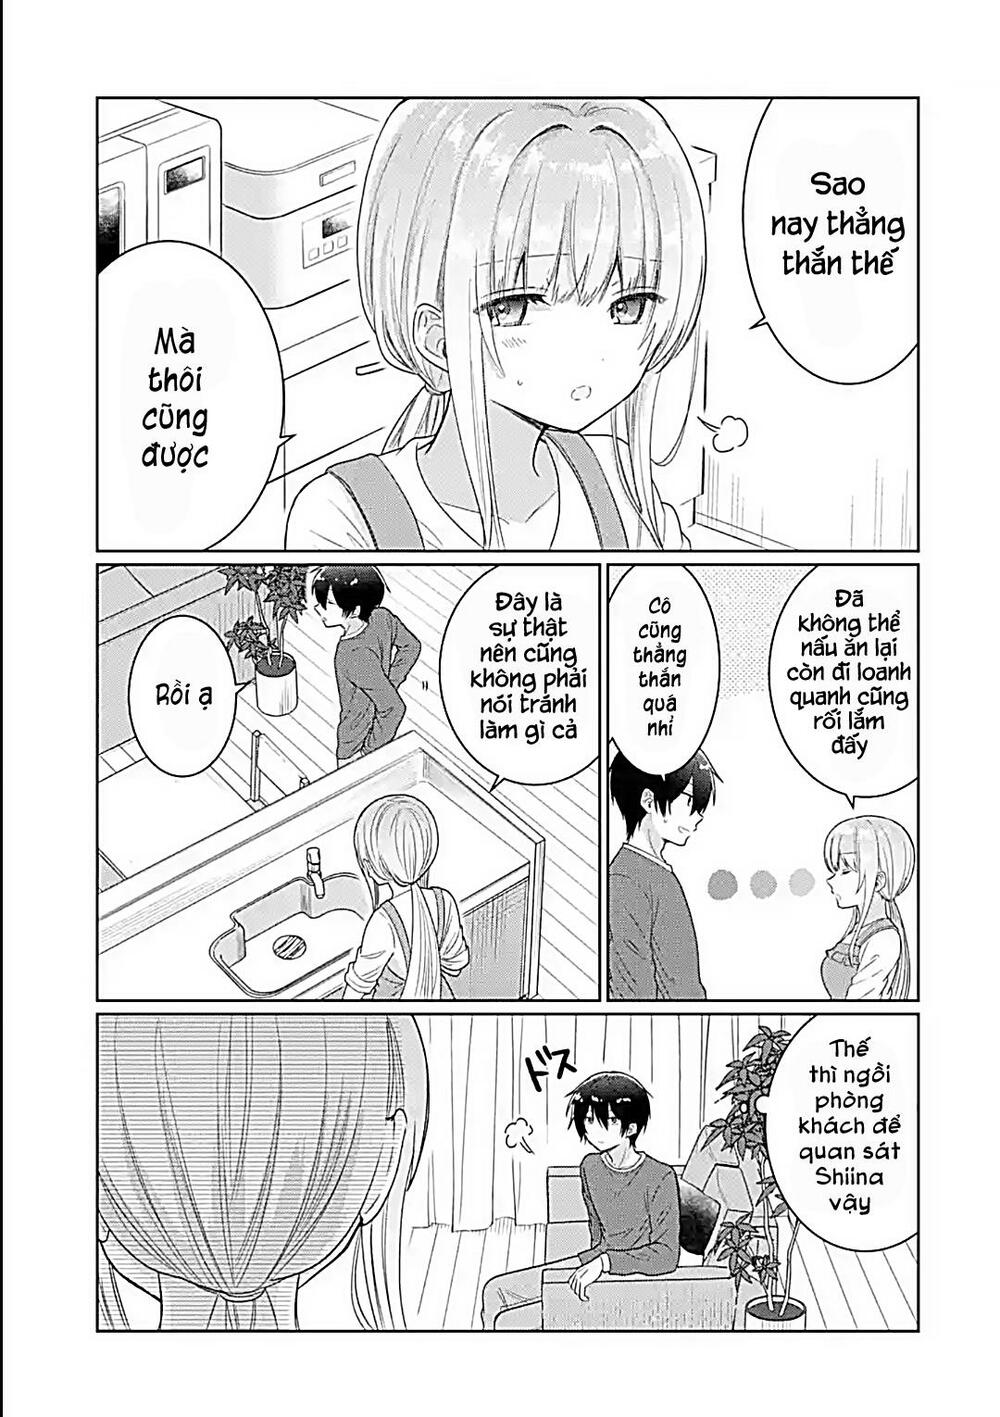 Sao
nay thẳng
thắn thế
Mà
thôi
cũng
được
Đã
không thể
nấu ăn lại
còn đi loanh
quanh cũng
rối lắm
đấy
Cô
cũng
thẳng
thắn
quá
nhỉ
Đây là
sự thật
nên cũng
không phải
nói tránh
làm gì cả
Rồi ạ
Thế
thì ngồi
phòng
khách để
quan sát
Shiina
vậy
ドス